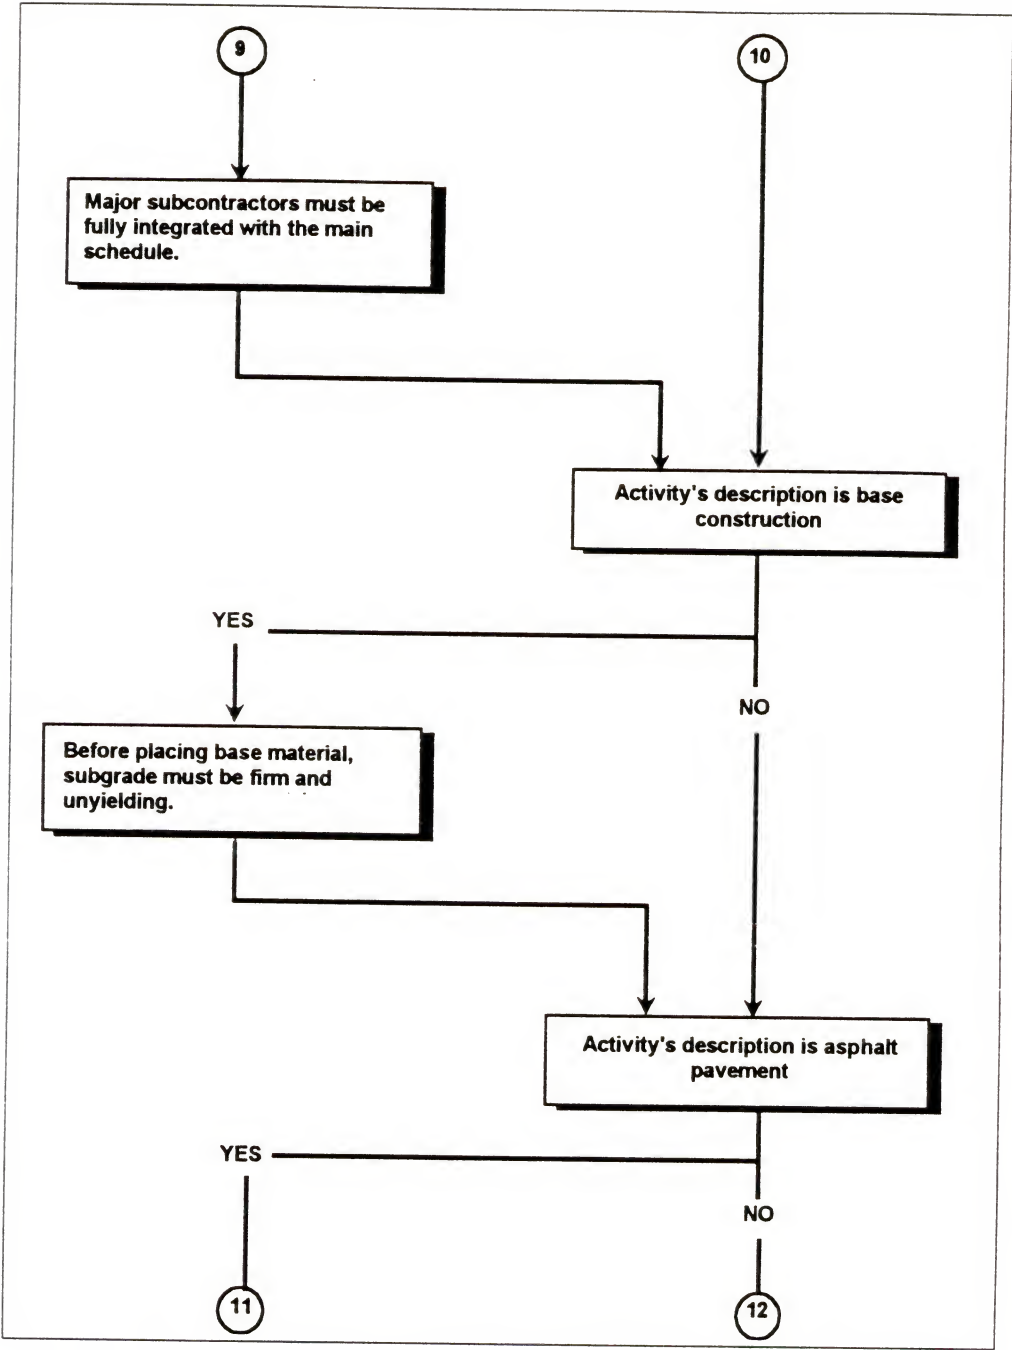 9
10
Major subcontractors must be
fully integrated with the main
schedule.
Activity's description is base
construction
YES
NO
Before placing base material,
subgrade must be firm and
unyielding.
Activity's description is asphalt
pavement
YES
NO
11
12